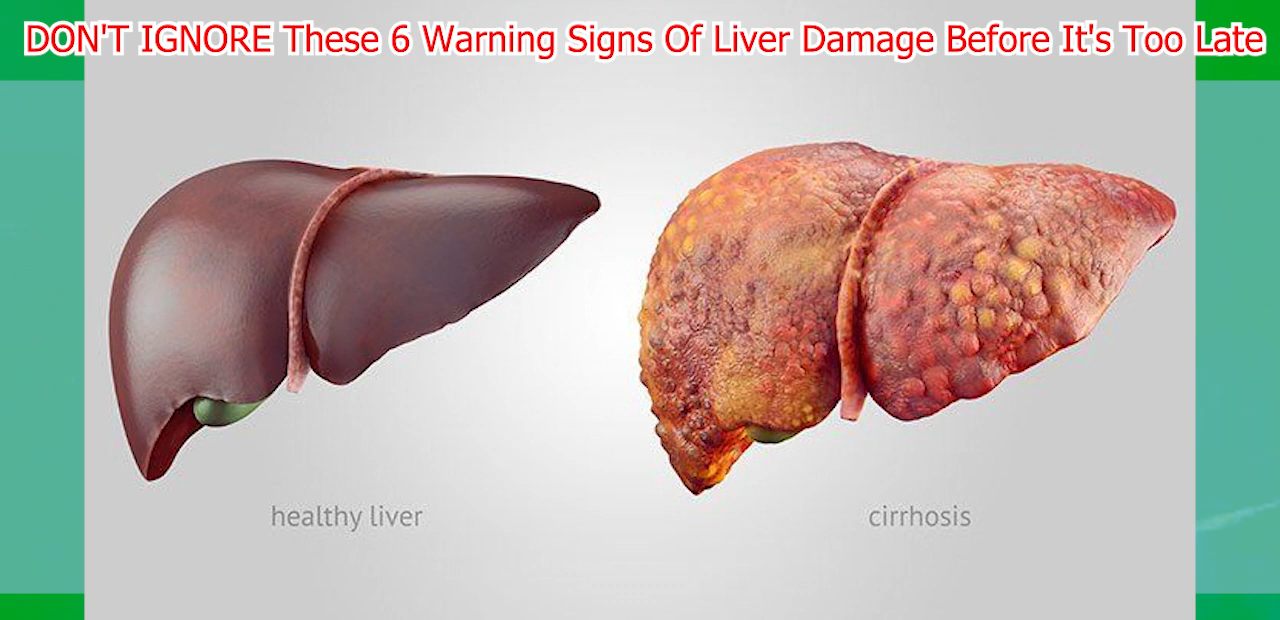 DON'T IGNORE These 6 Warning Signs Of Liver Damage Before It's Too Late
healthy liver
cirrhosis